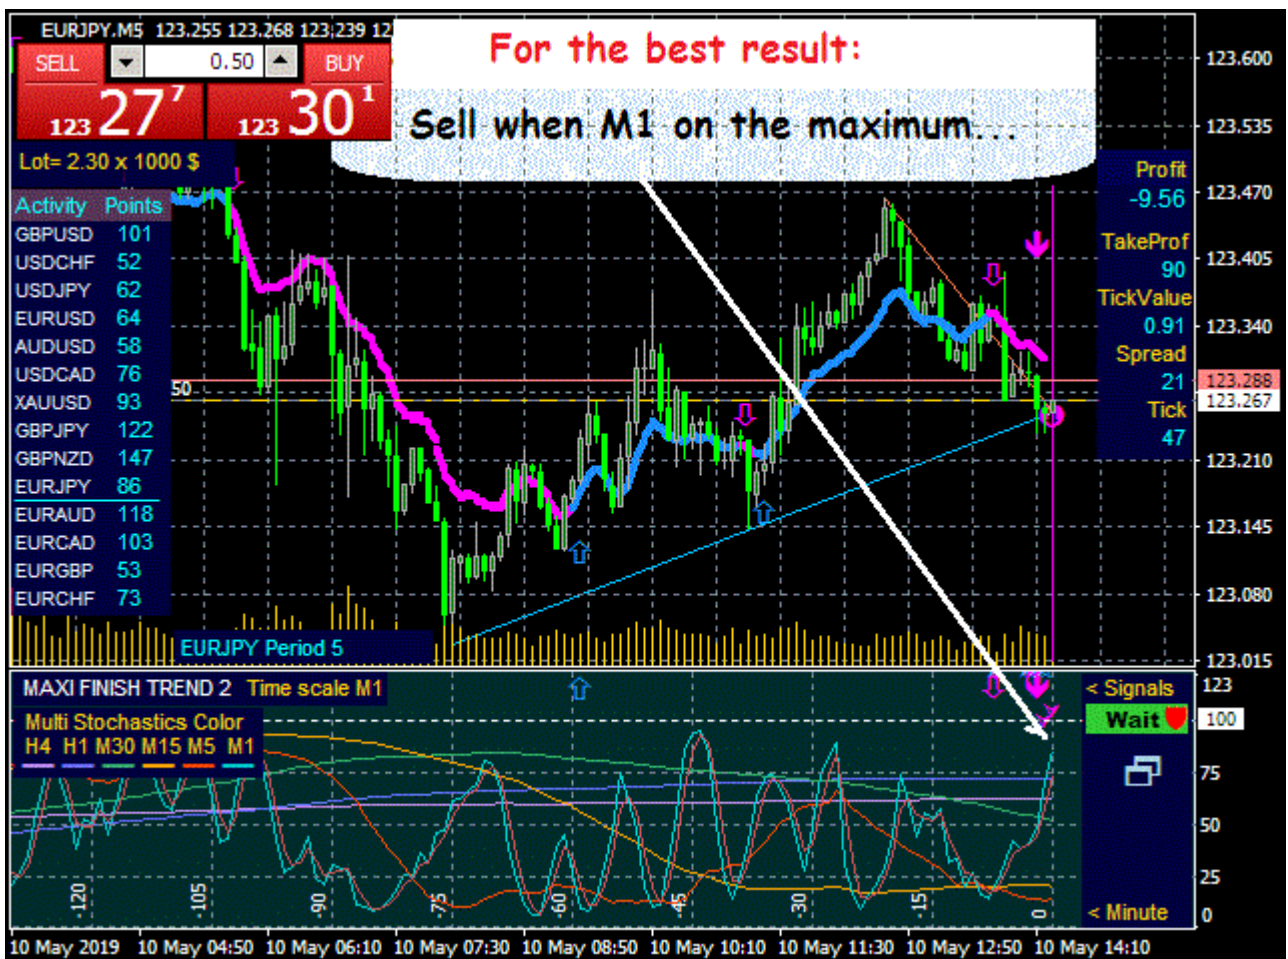 EURJPY.M5 123.255 123.268 123.239 12
For the best result:
SELL 0.50 BUY
123 27 7 123 30 1
Sell when M1 on the maximum...
Lot= 2.30 x 1000 $
Activity Points
GBPUSD 101
USDCHF 52
USDJPY 62
EURUSD 64
AUDUSD 58
USDCAD 76
XAUUSD 93
GBPJPY 122
GBPNZD 147
EURJPY 86
EURAUD 118
EURCAD 103
EURGBP 53
EURCHF 73
50
EURJPY Period 5
Profit
-9.56
TakeProf
90
TickValue
0.91
Spread
21
Tick
47
123.600
123.535
123.470
123.405
123.340
123.288
123.267
123.210
123.145
123.080
123.015
MAXI FINISH TREND 2 Time scale M1
Multi Stochastics Color
H4 H1 M30 M15 M5 M1
< Signals
Wait
< Minute
123
100
75
50
25
0
-120 -105 -90 -75 -60 -45 -30 -15 0
10 May 2019 10 May 04:50 10 May 06:10 10 May 07:30 10 May 08:50 10 May 10:10 10 May 11:30 10 May 12:50 10 May 14:10